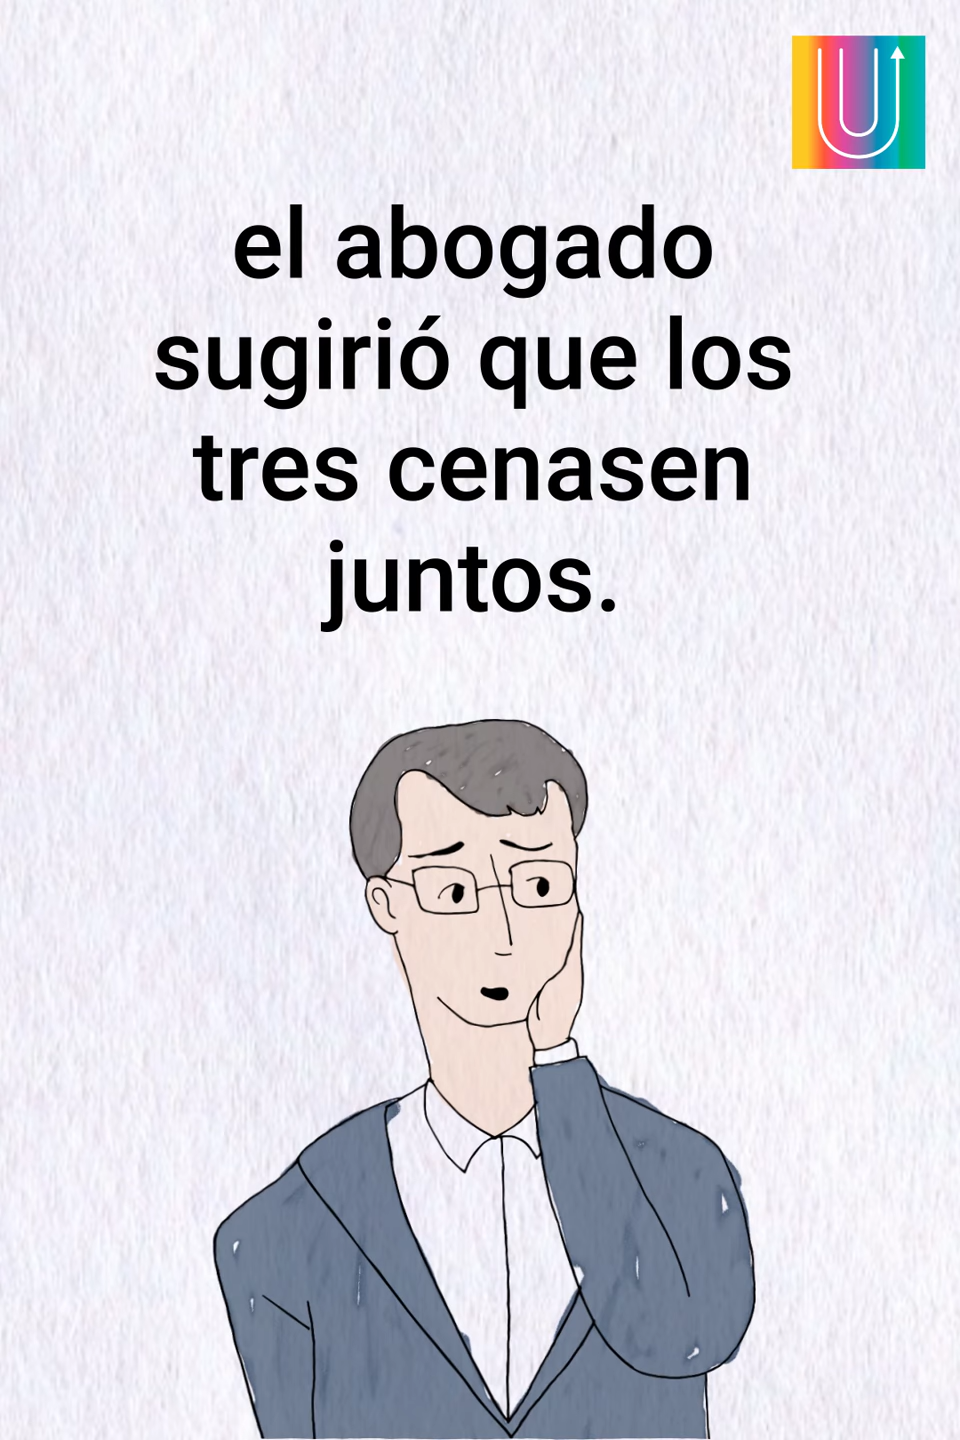 el abogado
sugirió que los
tres cenasen
juntos.